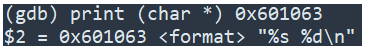 (gdb) print (char *) 0x601063
$2 = 0x601063 <format> "%s %d\n"